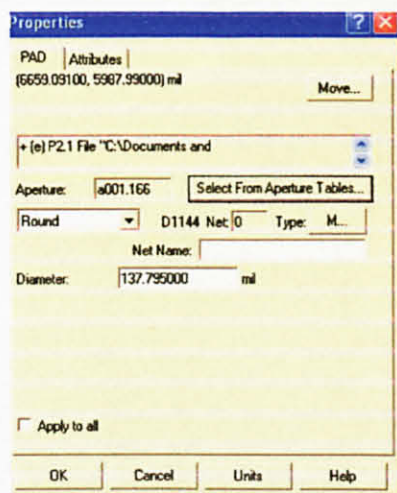 Properties
PAD Attributes
(6659.09100, 5987.99000) mil
Move...
+ (e) P2.1 File "C:\Documents and
Aperture: a001.166 Select From Aperture Tables...
Round D1144 Net: 0 Type: M...
Net Name:
Diameter: 137.795000 mil
Apply to all
OK Cancel Units Help